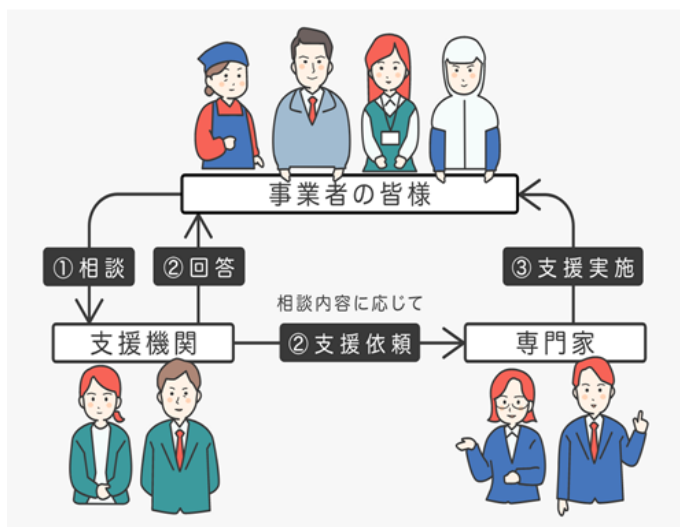 事業者の皆様
①相談
②回答
③支援実施
相談内容に応じて
支援機関
②支援依頼
専門家